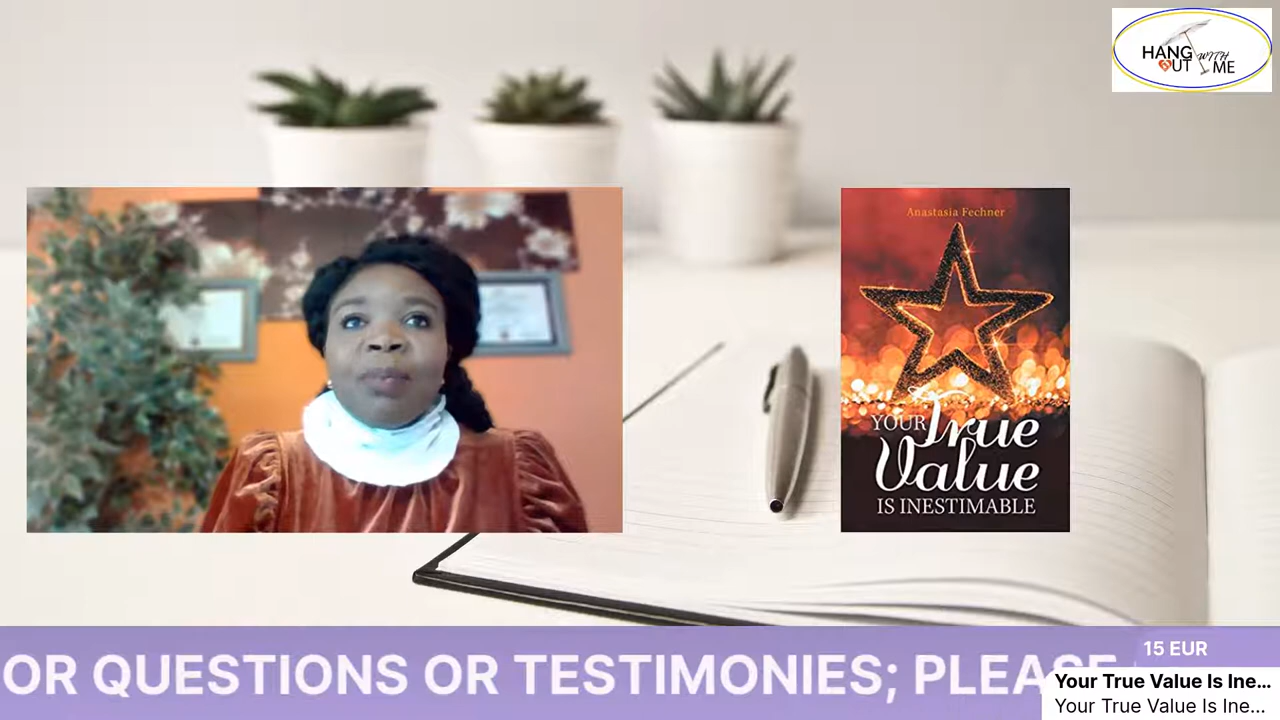 HANG WITH
OUT ME
Anastasia Fechner
YOUR True
Value
IS INESTIMABLE
OR QUESTIONS OR TESTIMONIES; PLEASE
15 EUR
Your True Value Is Ine...
Your True Value Is Ine...